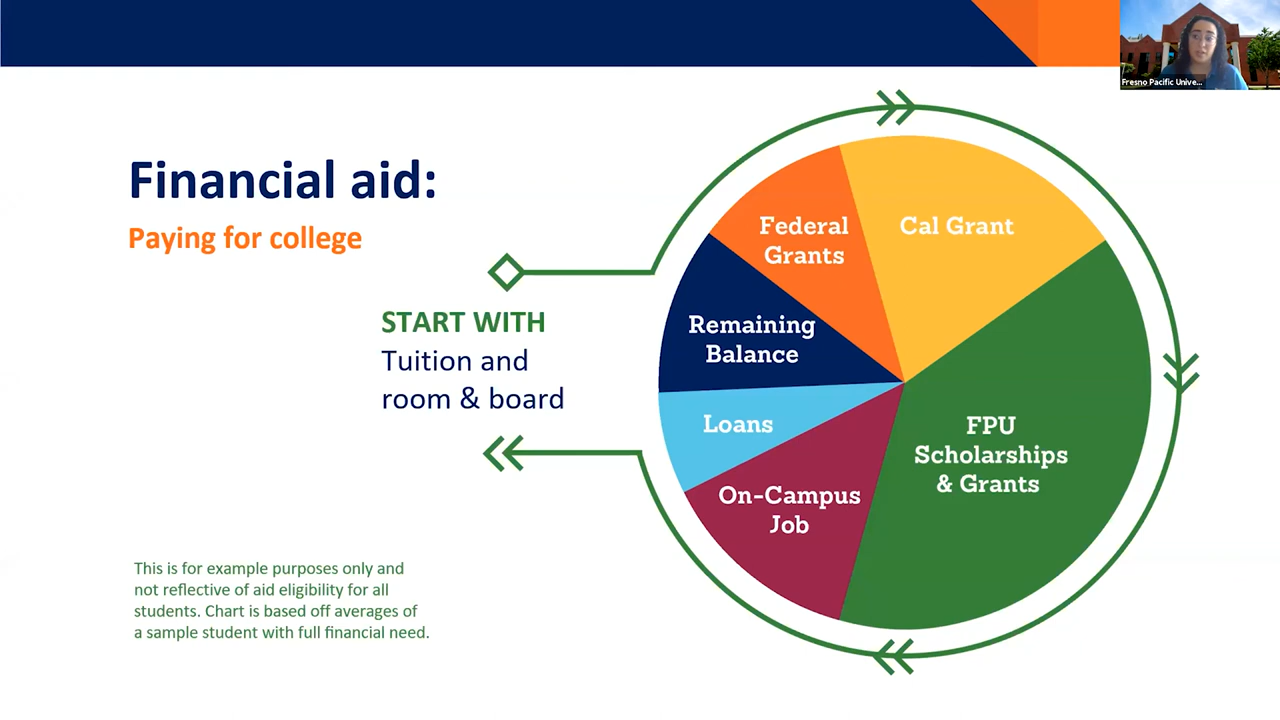 Fresno Pacific Unive...
Financial aid:
Paying for college
START WITH
Tuition and
room & board
Federal
Grants
Cal Grant
Remaining
Balance
Loans
FPU
Scholarships
& Grants
On-Campus
Job
This is for example purposes only and
not reflective of aid eligibility for all
students. Chart is based off averages of
a sample student with full financial need.